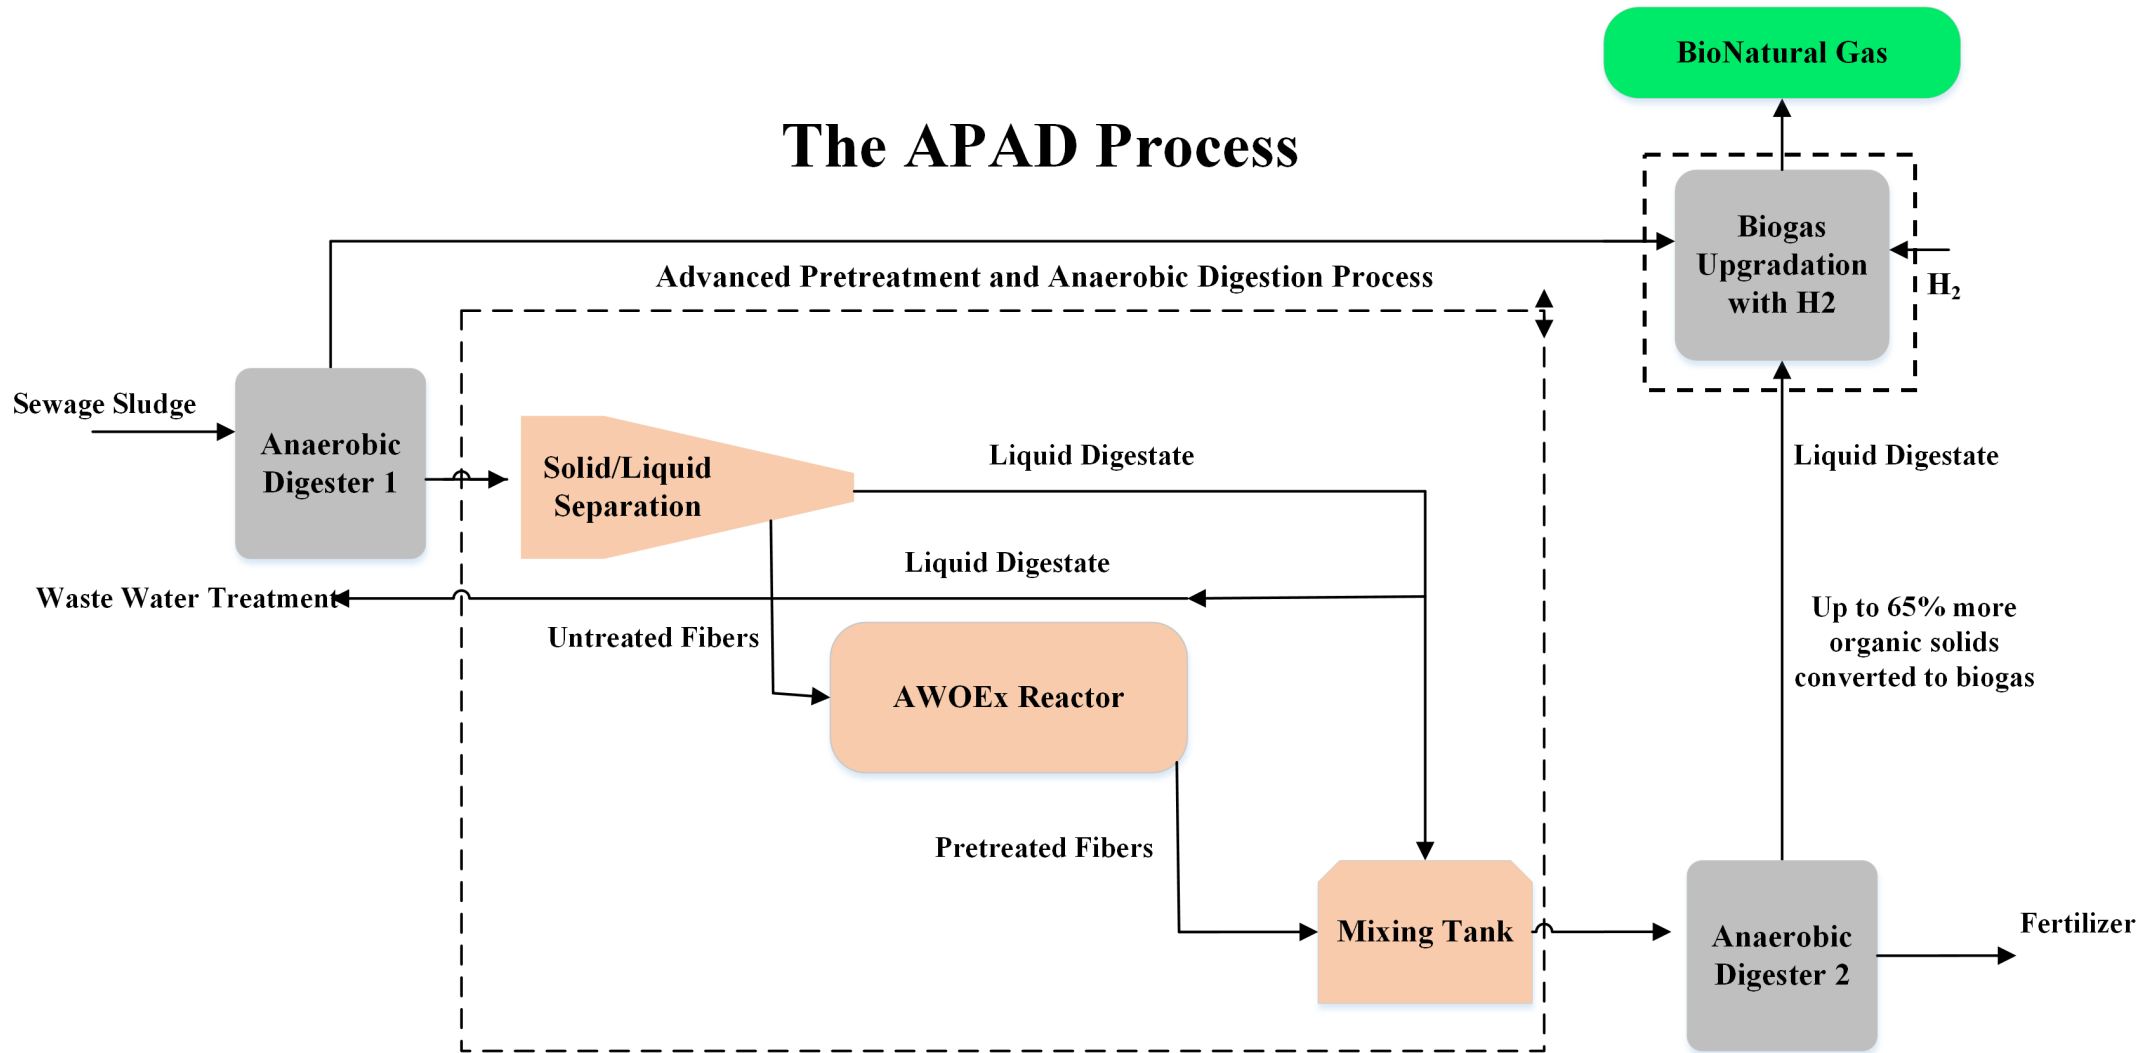 BioNatural Gas
The APAD Process
Biogas
Upgradation
with H2
H₂
Advanced Pretreatment and Anaerobic Digestion Process
Sewage Sludge
Anaerobic
Digester 1
Solid/Liquid
Separation
Liquid Digestate
Liquid Digestate
Liquid Digestate
Waste Water Treatment
Untreated Fibers
Up to 65% more
organic solids
converted to biogas
AWOEx Reactor
Pretreated Fibers
Mixing Tank
Anaerobic
Digester 2
Fertilizer